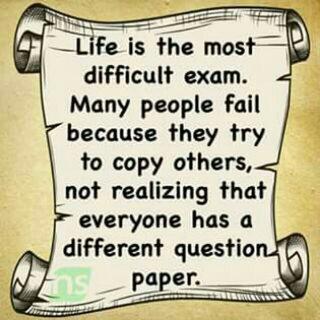 Life is the most
difficult exam.
Many people fail
because they try
to copy others,
not realizing that
everyone has a
different question
paper.
ns